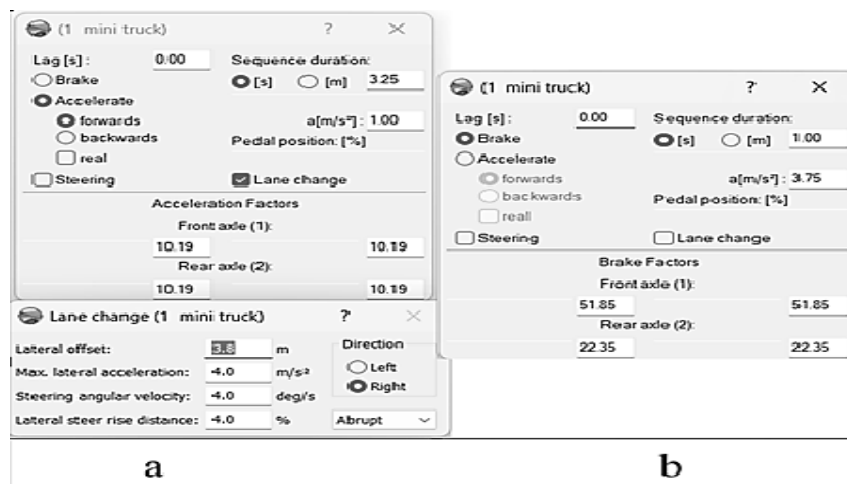 (1 mini truck) ? ×
Lag [s] : 0.00 Sequence duration:
Brake [s] [m] 3.25
Accelerate
forwards a[m/s²] : 1.00
backwards Pedal position: [%]
real
Steering Lane change
Acceleration Factors
Front axle (1):
10.19 10.19
Rear axle (2):
10.19 10.19
Lane change (1 mini truck) ? ×
Lateral offset: 3.8 m Direction
Max. lateral acceleration: -4.0 m/s² Left
Steering angular velocity: -4.0 deg/s Right
Lateral steer rise distance: -4.0 % Abrupt
a
(1 mini truck) ? ×
Lag [s] : 0.00 Sequence duration:
Brake [s] [m] 1.00
Accelerate
forwards a[m/s²] : 3.75
backwards Pedal position: [%]
real
Steering Lane change
Brake Factors
Front axle (1):
51.85 51.85
Rear axle (2):
22.35 22.35
b